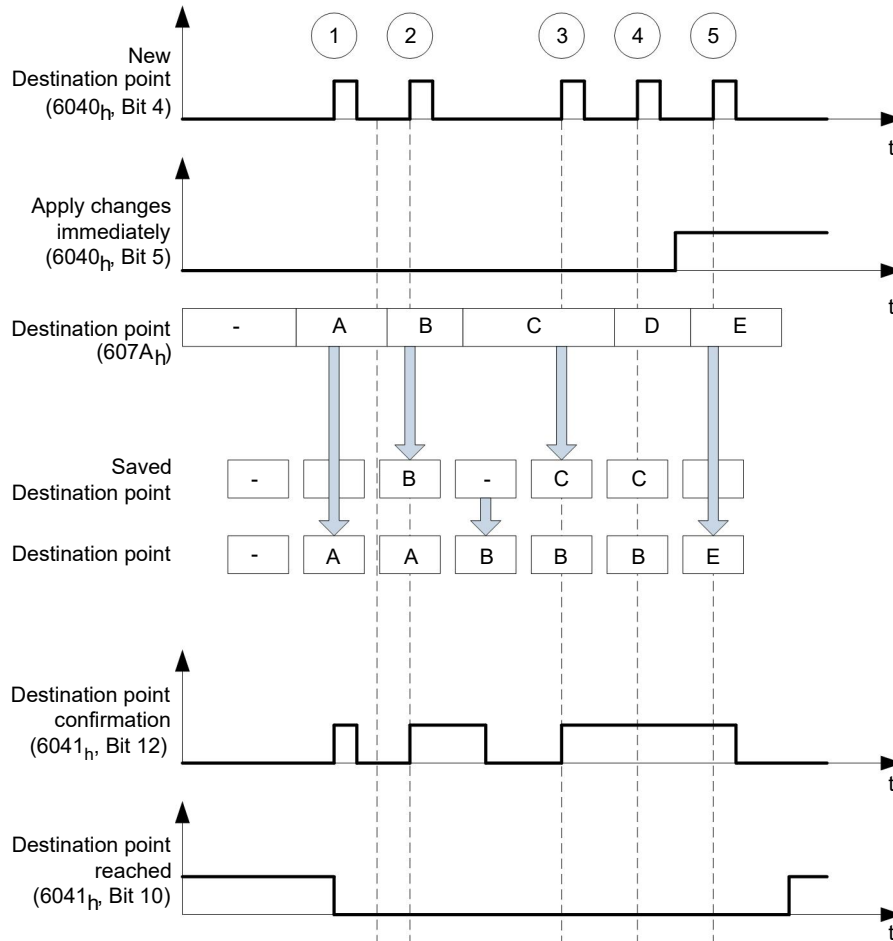 1 2 3 4 5
New
Destination point
(6040h, Bit 4)
t
Apply changes
immediately
(6040h, Bit 5)
t
Destination point
(607Ah)
- A B C D E
Saved
Destination point
- B - C C
Destination point
- A A B B B E
Destination point
confirmation
(6041h, Bit 12)
t
Destination point
reached
(6041h, Bit 10)
t